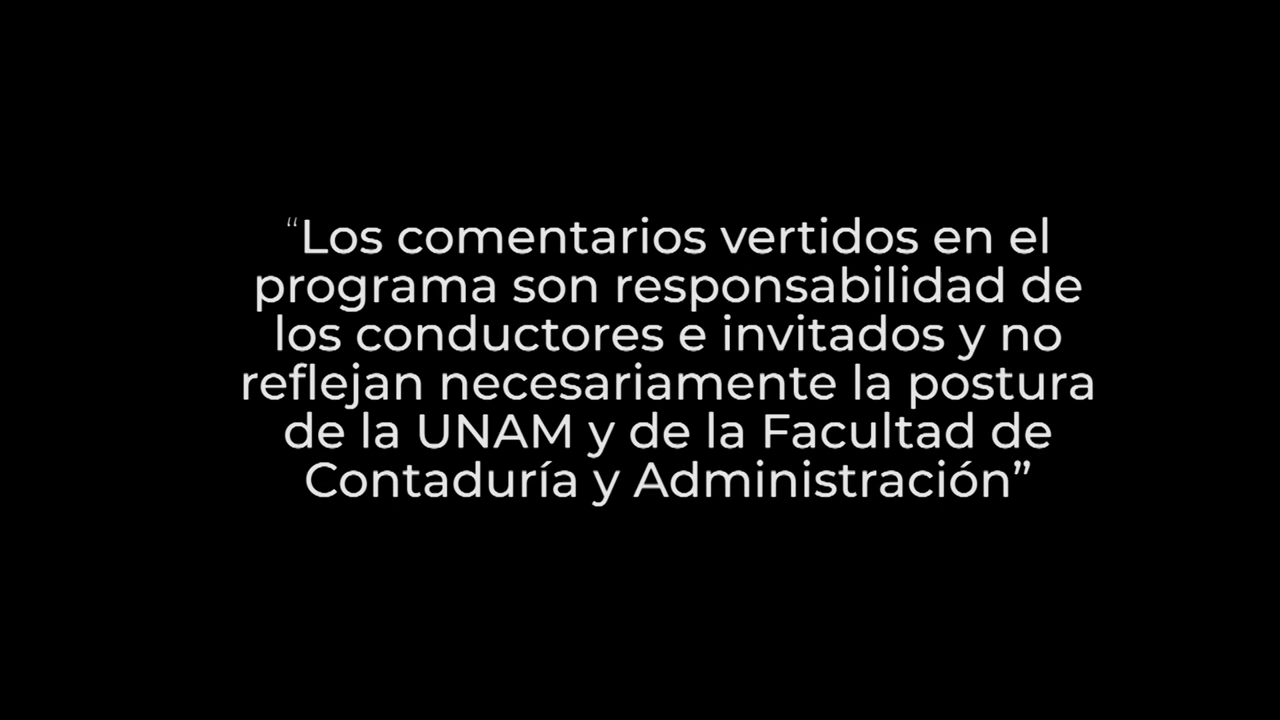 “Los comentarios vertidos en el
programa son responsabilidad de
los conductores e invitados y no
reflejan necesariamente la postura
de la UNAM y de la Facultad de
Contaduría y Administración”